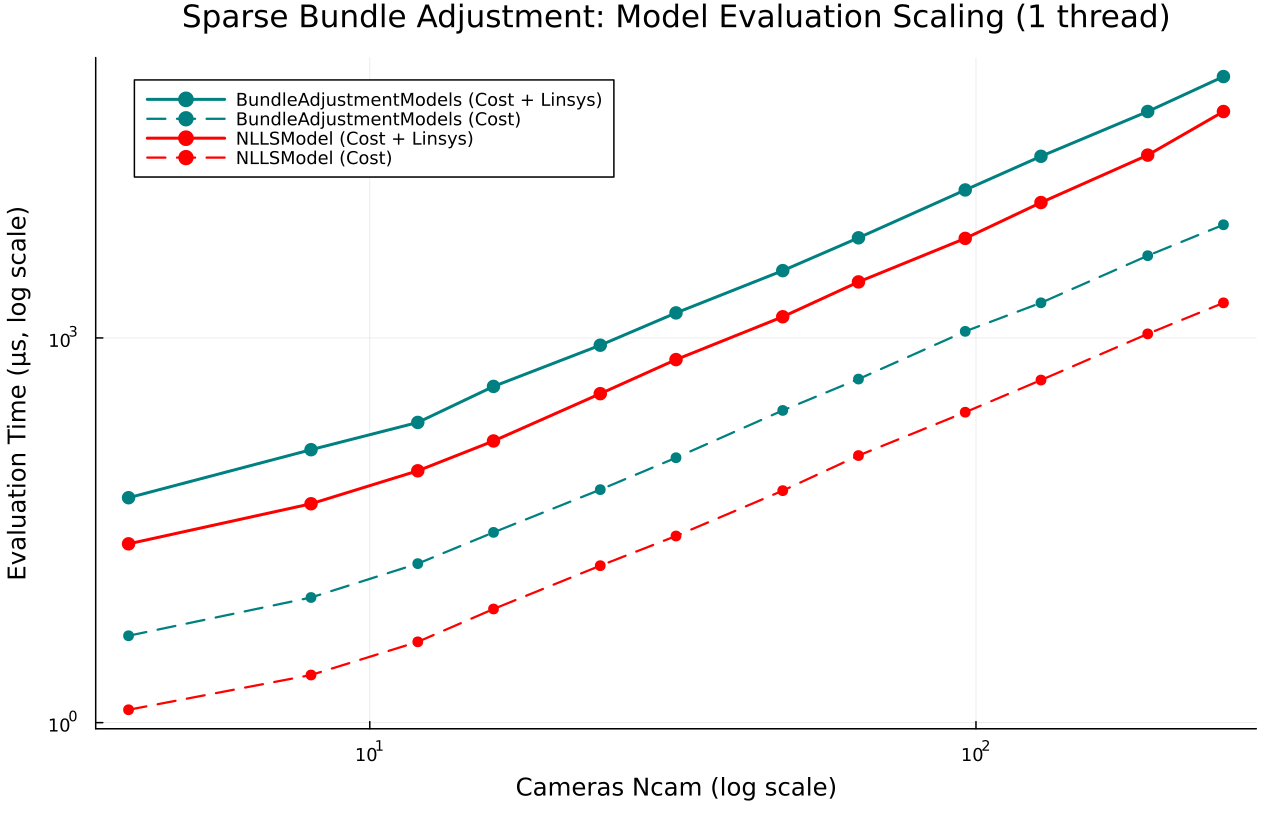 Sparse Bundle Adjustment: Model Evaluation Scaling (1 thread)
BundleAdjustmentModels (Cost + Linsys)
BundleAdjustmentModels (Cost)
NLLSModel (Cost + Linsys)
NLLSModel (Cost)
Evaluation Time (μs, log scale)
10³
10⁰
10¹
10²
Cameras Ncam (log scale)